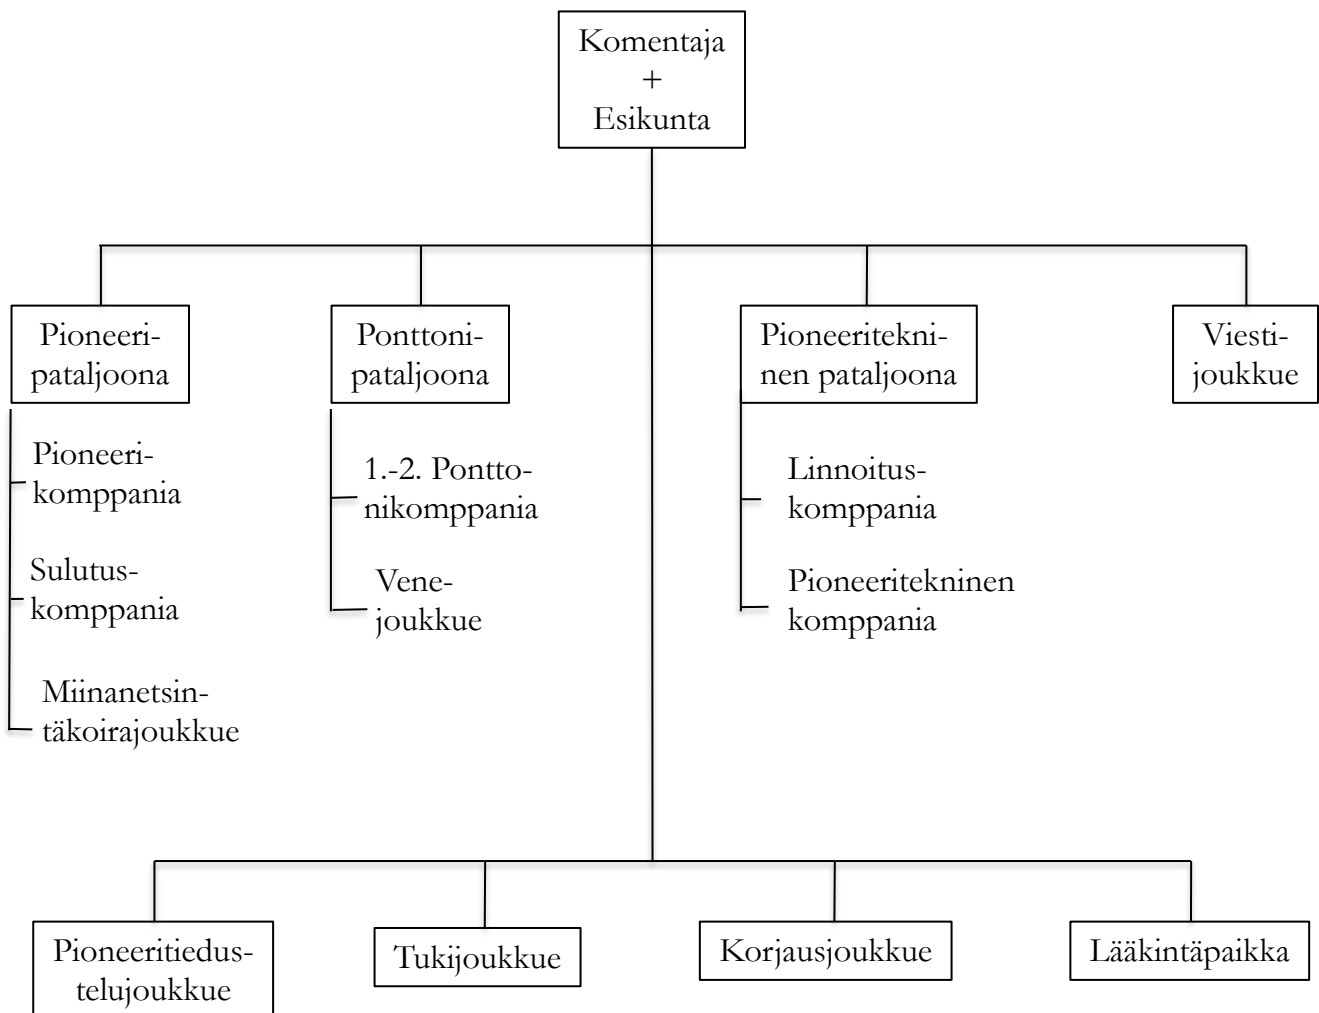 Komentaja
+
Esikunta
Pioneeri-
pataljoona
Ponttoni-
pataljoona
Pioneeritekni-
nen pataljoona
Viesti-
joukkue
Pioneeri-
komppania
Sulutus-
komppania
Miinanetsin-
täkoirajoukkue
1.-2. Pontto-
nikomppania
Vene-
joukkue
Linnoitus-
komppania
Pioneeritekninen
komppania
Pioneeritiedus-
telujoukkue
Tukijoukkue
Korjausjoukkue
Lääkintäpaikka